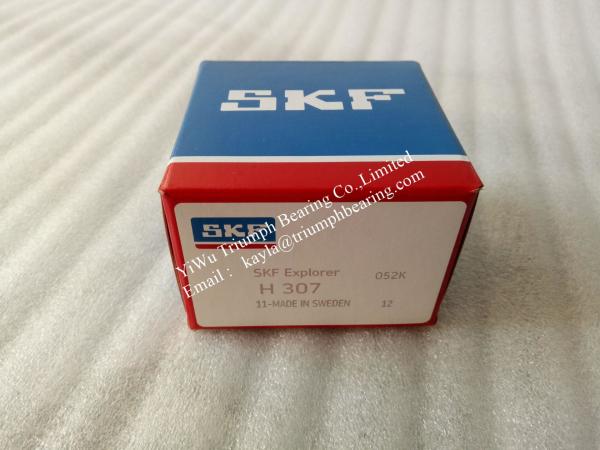 SKF
YiWu Triumph Bearing Co.,Limited
Email : kayla@triumphbearing.com
SKF
SKF Explorer 052K
H 307
11-MADE IN SWEDEN 12